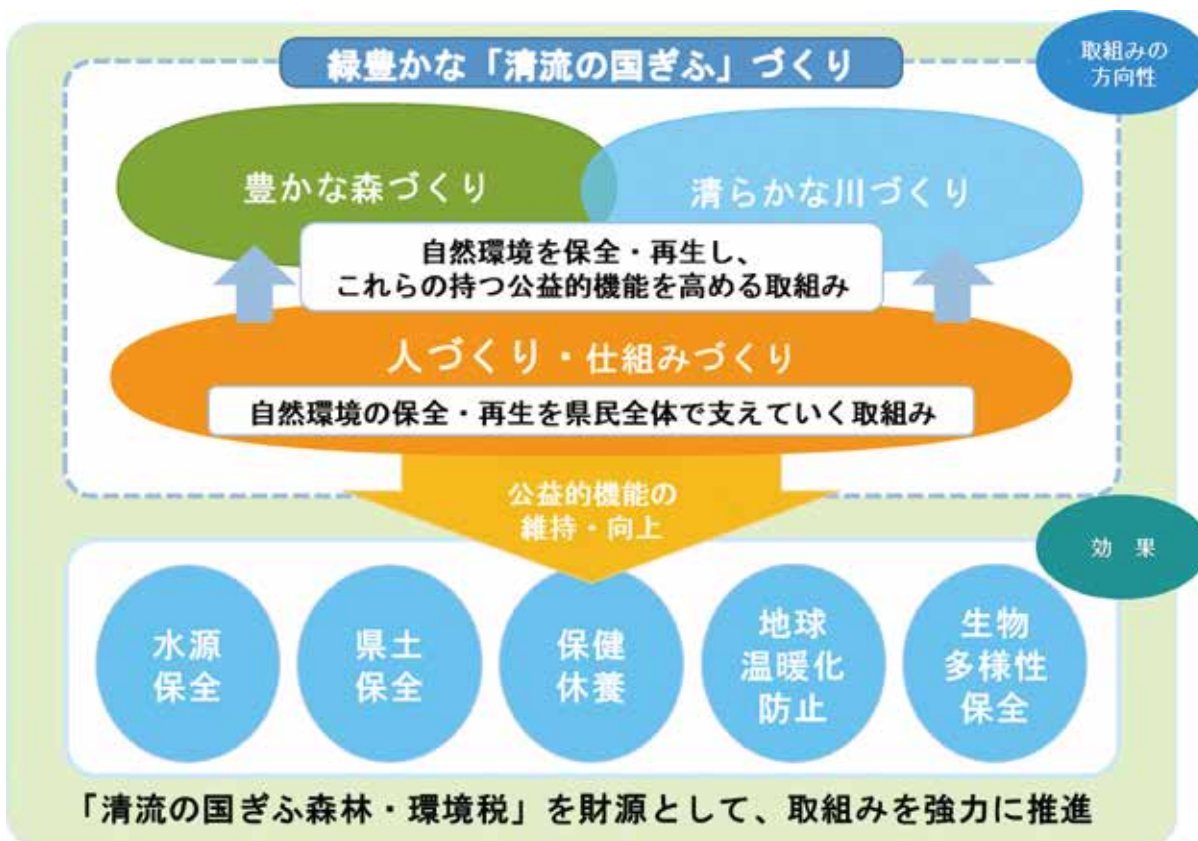 取組みの
方向性
緑豊かな「清流の国ぎふ」づくり
豊かな森づくり
清らかな川づくり
自然環境を保全・再生し、
これらの持つ公益的機能を高める取組み
人づくり・仕組みづくり
自然環境の保全・再生を県民全体で支えていく取組み
公益的機能の
維持・向上
効　果
水源
保全
県土
保全
保健
休養
地球
温暖化
防止
生物
多様性
保全
「清流の国ぎふ森林・環境税」を財源として、取組みを強力に推進